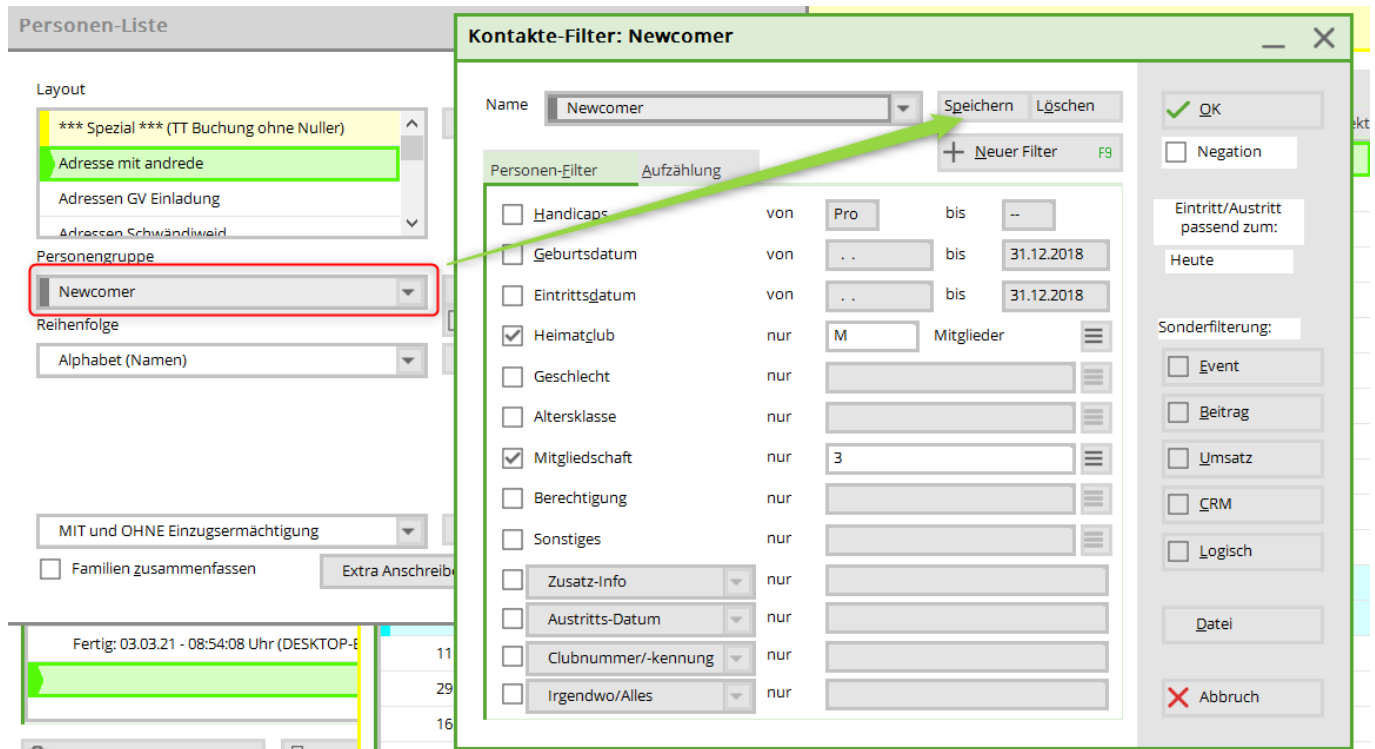 Personen-Liste
Layout
*** Spezial *** (TT Buchung ohne Nuller)
Adresse mit andrede
Adressen GV Einladung
Adressen Schwändiweid
Personengruppe
Newcomer
Reihenfolge
Alphabet (Namen)
MIT und OHNE Einzugsermächtigung
Familien zusammenfassen
Extra Anschreibe
Fertig: 03.03.21 - 08:54:08 Uhr (DESKTOP-E
11
29
16
Kontakte-Filter: Newcomer
Name Newcomer Speichern Löschen
Neuer Filter F9
Personen-Filter Aufzählung
Handicaps von Pro bis --
Geburtsdatum von . . bis 31.12.2018
Eintrittsdatum von . . bis 31.12.2018
Heimatclub nur M Mitglieder
Geschlecht nur
Altersklasse nur
Mitgliedschaft nur 3
Berechtigung nur
Sonstiges nur
Zusatz-Info nur
Austritts-Datum nur
Clubnummer/-kennung nur
Irgendwo/Alles nur
OK
Negation
Eintritt/Austritt
passend zum:
Heute
Sonderfilterung:
Event
Beitrag
Umsatz
CRM
Logisch
Datei
Abbruch
ekt